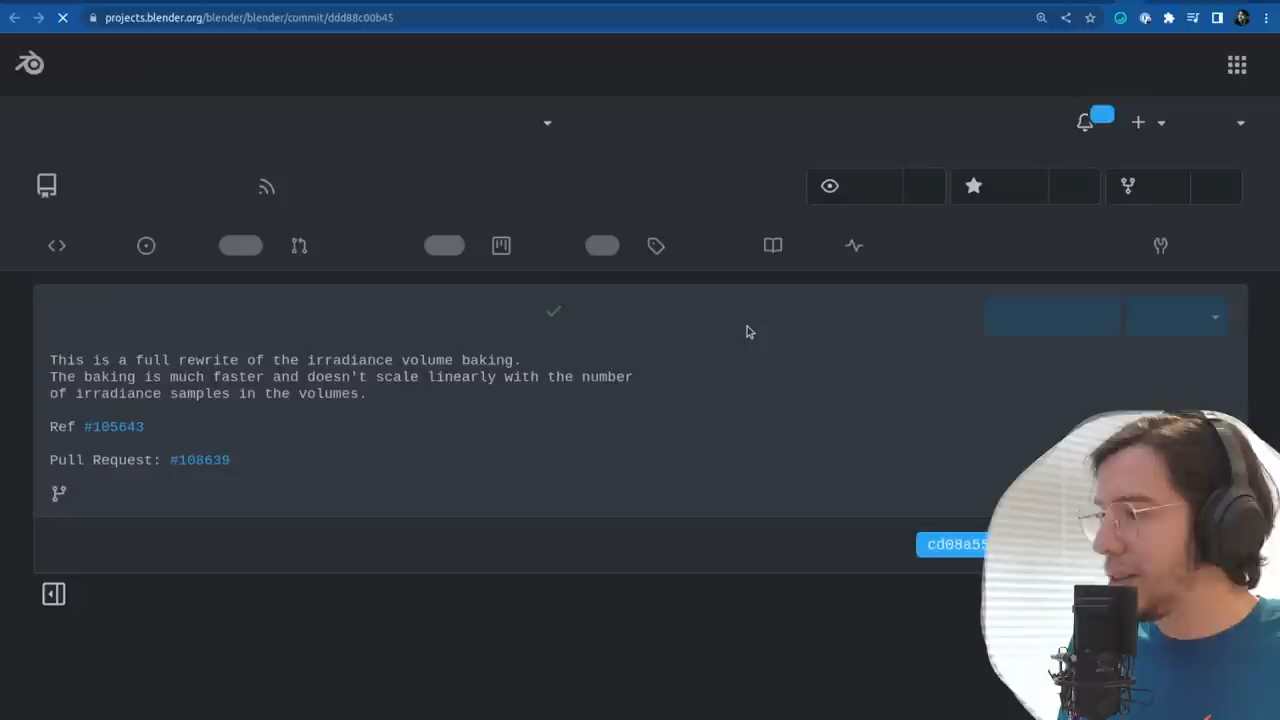 projects.blender.org/blender/blender/commit/ddd88c00b45
This is a full rewrite of the irradiance volume baking.
The baking is much faster and doesn't scale linearly with the number
of irradiance samples in the volumes.
Ref #105643
Pull Request: #108639
cd08a55